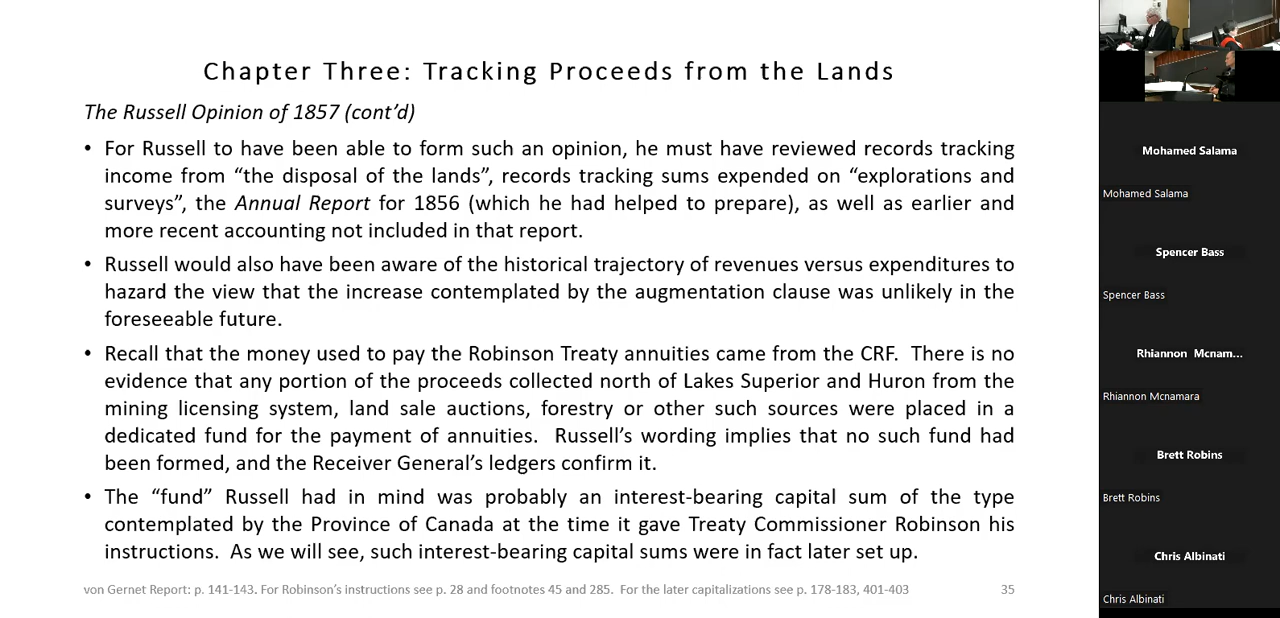 Chapter Three: Tracking Proceeds from the Lands
The Russell Opinion of 1857 (cont’d)
• For Russell to have been able to form such an opinion, he must have reviewed records tracking
income from “the disposal of the lands”, records tracking sums expended on “explorations and
surveys”, the Annual Report for 1856 (which he had helped to prepare), as well as earlier and
more recent accounting not included in that report.
• Russell would also have been aware of the historical trajectory of revenues versus expenditures to
hazard the view that the increase contemplated by the augmentation clause was unlikely in the
foreseeable future.
• Recall that the money used to pay the Robinson Treaty annuities came from the CRF.  There is no
evidence that any portion of the proceeds collected north of Lakes Superior and Huron from the
mining licensing system, land sale auctions, forestry or other such sources were placed in a
dedicated fund for the payment of annuities.  Russell’s wording implies that no such fund had
been formed, and the Receiver General’s ledgers confirm it.
• The “fund” Russell had in mind was probably an interest-bearing capital sum of the type
contemplated by the Province of Canada at the time it gave Treaty Commissioner Robinson his
instructions.  As we will see, such interest-bearing capital sums were in fact later set up.
von Gernet Report: p. 141-143. For Robinson’s instructions see p. 28 and footnotes 45 and 285.  For the later capitalizations see p. 178-183, 401-403
35
Mohamed Salama
Mohamed Salama
Spencer Bass
Spencer Bass
Rhiannon Mcnam...
Rhiannon Mcnamara
Brett Robins
Brett Robins
Chris Albinati
Chris Albinati